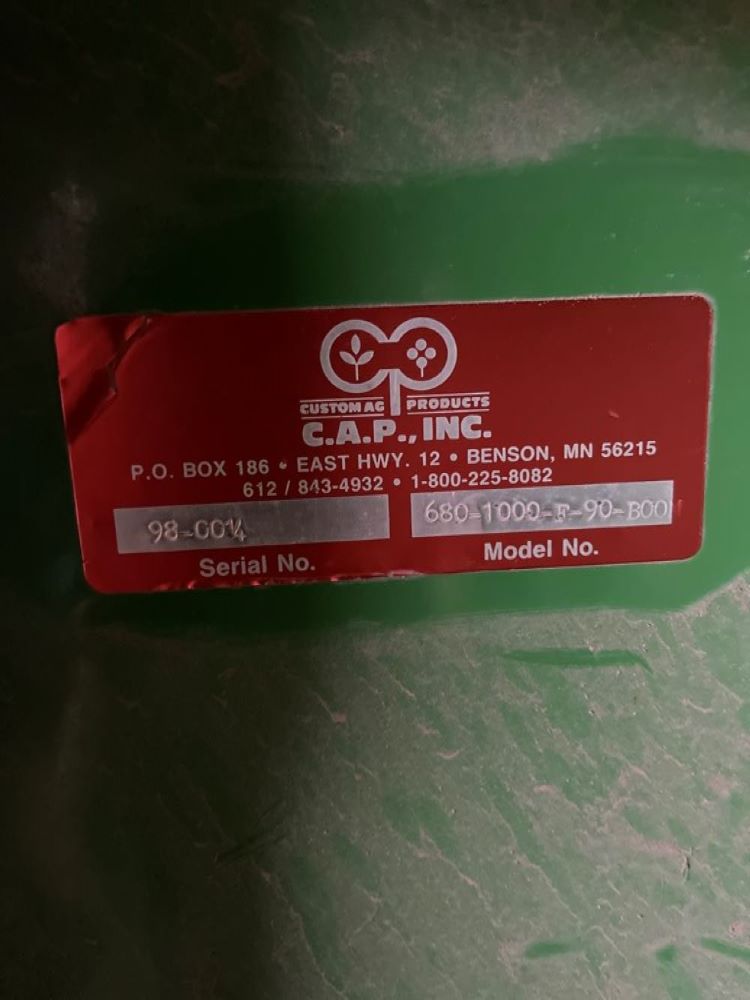 CUSTOM AG PRODUCTS
C.A.P., INC.
P.O. BOX 186 • EAST HWY. 12 • BENSON, MN 56215
612 / 843-4932 • 1-800-225-8082
680-1000-F-90-B00
Serial No.
Model No.